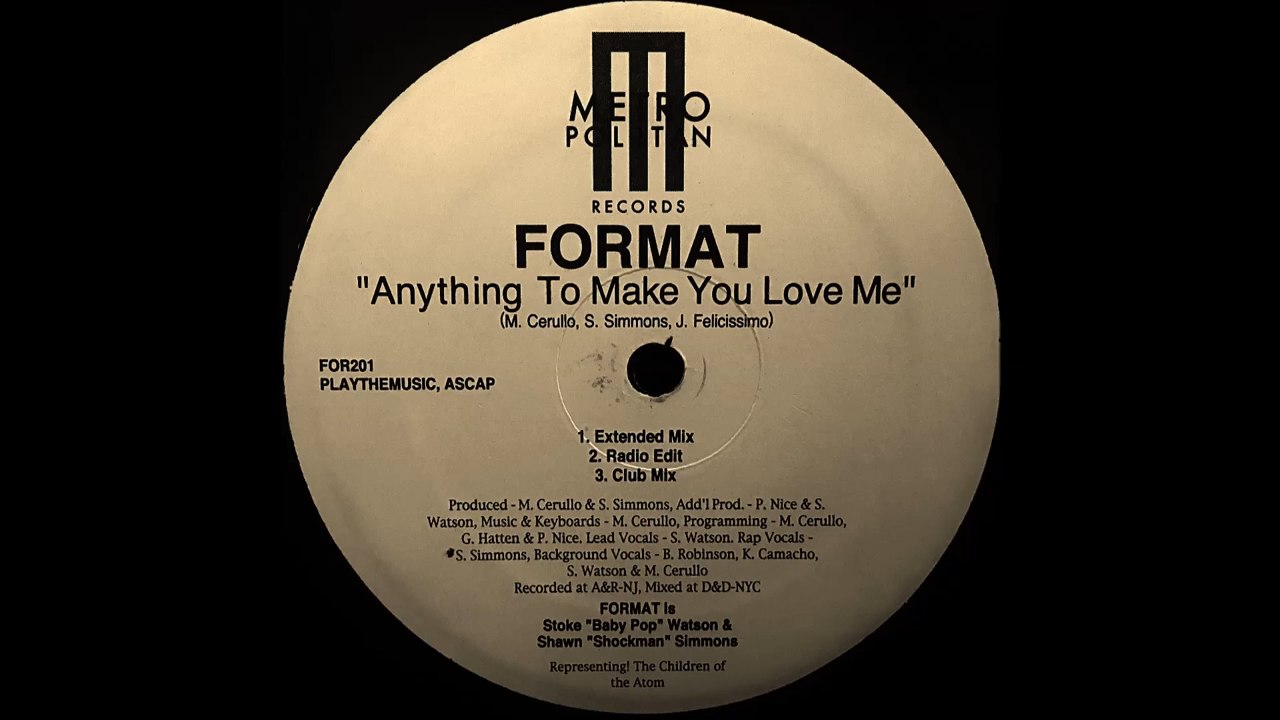 METRO
POLITAN
RECORDS
FORMAT
"Anything To Make You Love Me"
(M. Cerullo, S. Simmons, J. Felicissimo)
FOR201
PLAYTHEMUSIC, ASCAP
1. Extended Mix
2. Radio Edit
3. Club Mix
Produced - M. Cerullo & S. Simmons, Add'l Prod. - P. Nice & S.
Watson, Music & Keyboards - M. Cerullo, Programming - M. Cerullo,
G. Hatten & P. Nice. Lead Vocals - S. Watson. Rap Vocals -
S. Simmons, Background Vocals - B. Robinson, K. Camacho,
S. Watson & M. Cerullo
Recorded at A&R-NJ, Mixed at D&D-NYC
FORMAT is
Stoke "Baby Pop" Watson &
Shawn "Shockman" Simmons
Representing! The Children of
the Atom